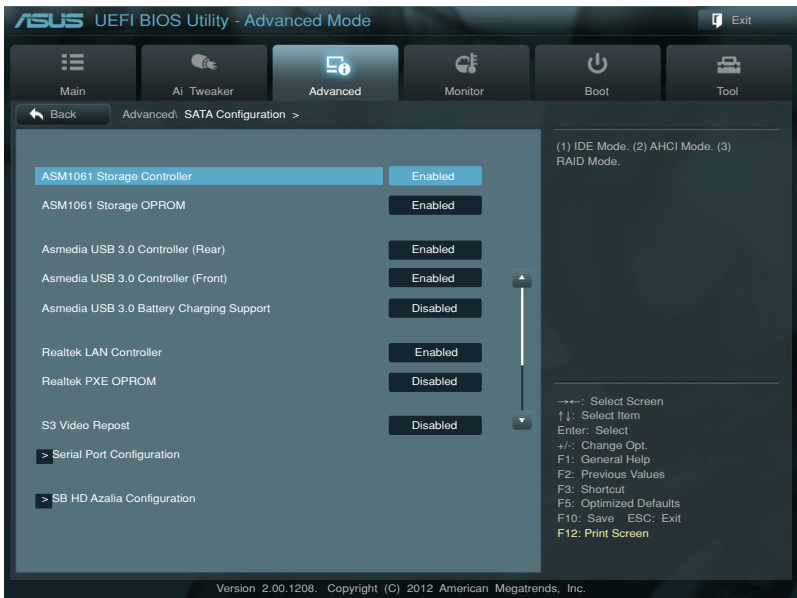 ASUS UEFI BIOS Utility - Advanced Mode
Exit
Main
Ai Tweaker
Advanced
Monitor
Boot
Tool
Back
Advanced\ SATA Configuration >
(1) IDE Mode. (2) AHCI Mode. (3)
RAID Mode.
ASM1061 Storage Controller Enabled
ASM1061 Storage OPROM Enabled
Asmedia USB 3.0 Controller (Rear) Enabled
Asmedia USB 3.0 Controller (Front) Enabled
Asmedia USB 3.0 Battery Charging Support Disabled
Realtek LAN Controller Enabled
Realtek PXE OPROM Disabled
S3 Video Repost Disabled
> Serial Port Configuration
> SB HD Azalia Configuration
→←: Select Screen
↑↓: Select Item
Enter: Select
+/-: Change Opt.
F1: General Help
F2: Previous Values
F3: Shortcut
F5: Optimized Defaults
F10: Save ESC: Exit
F12: Print Screen
Version 2.00.1208. Copyright (C) 2012 American Megatrends, Inc.